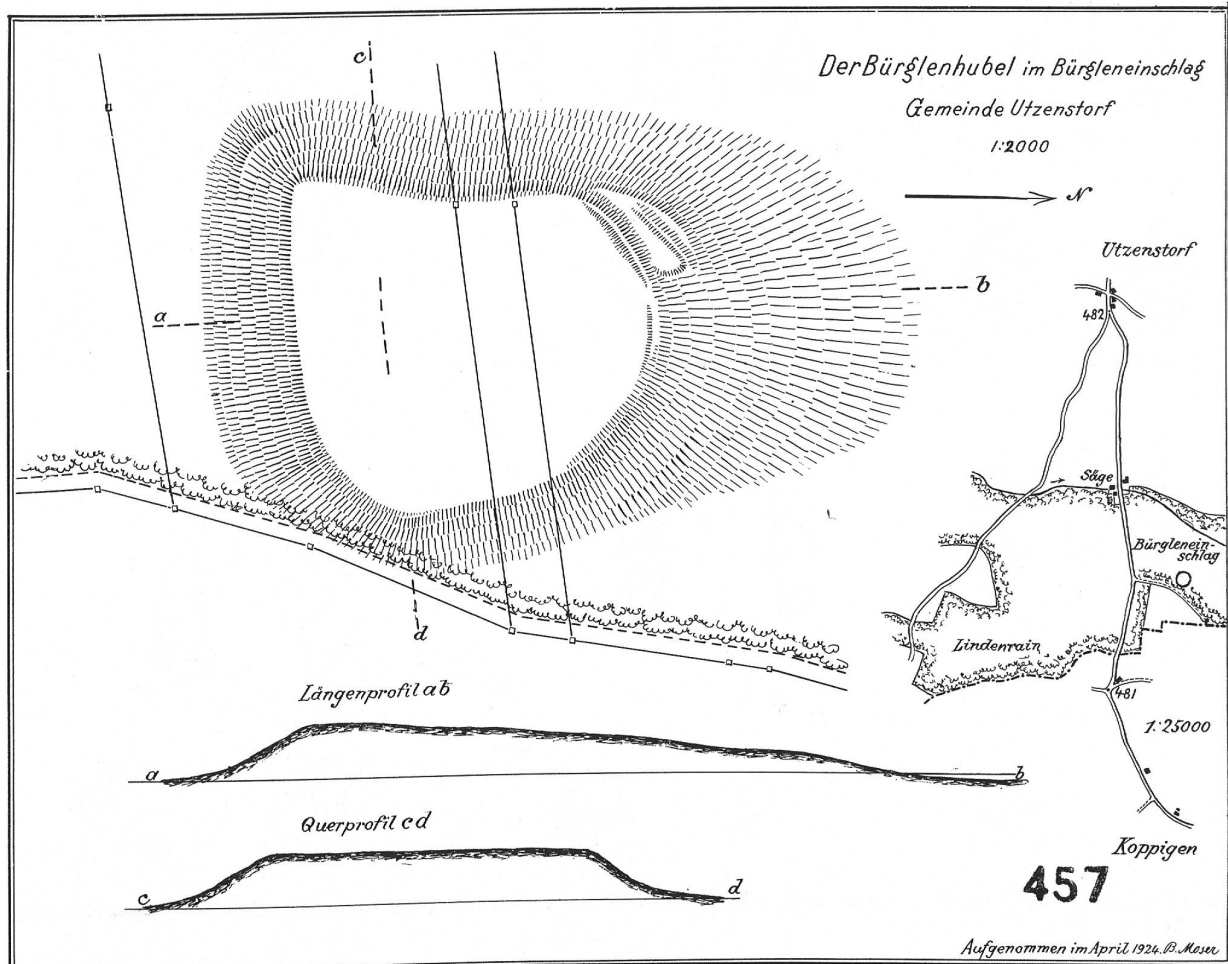 Der Bürglenhubel im Bürgleneinschlag
Gemeinde Utzenstorf
1:2000
N
c
a
b
d
Utzenstorf
482
Säge
Bürgleneinschlag
Lindenrain
481
1:25000
Koppigen
Längenprofil ab
a
b
Querprofil cd
c
d
457
Aufgenommen im April 1924. B. Moser